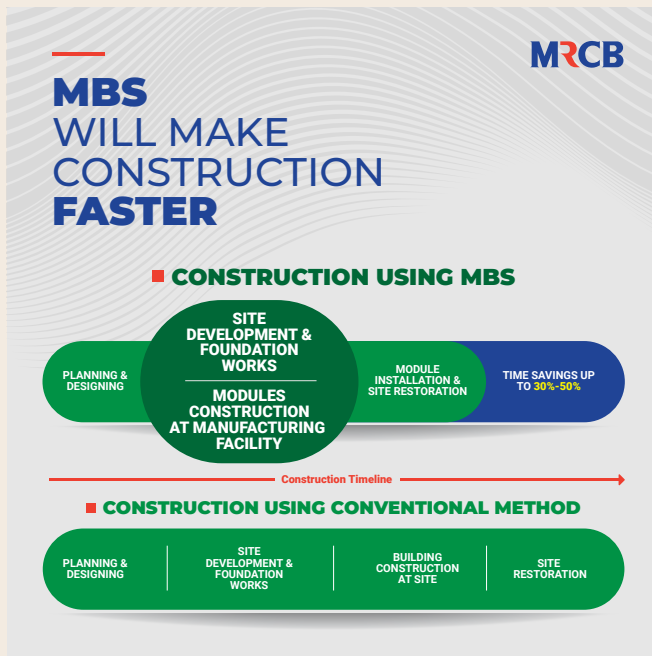 MRCB
MBS
WILL MAKE
CONSTRUCTION
FASTER
CONSTRUCTION USING MBS
PLANNING &
DESIGNING
SITE
DEVELOPMENT &
FOUNDATION
WORKS
MODULES
CONSTRUCTION
AT MANUFACTURING
FACILITY
MODULE
INSTALLATION &
SITE RESTORATION
TIME SAVINGS UP
TO 30%-50%
Construction Timeline
CONSTRUCTION USING CONVENTIONAL METHOD
PLANNING &
DESIGNING
SITE
DEVELOPMENT &
FOUNDATION
WORKS
BUILDING
CONSTRUCTION
AT SITE
SITE
RESTORATION